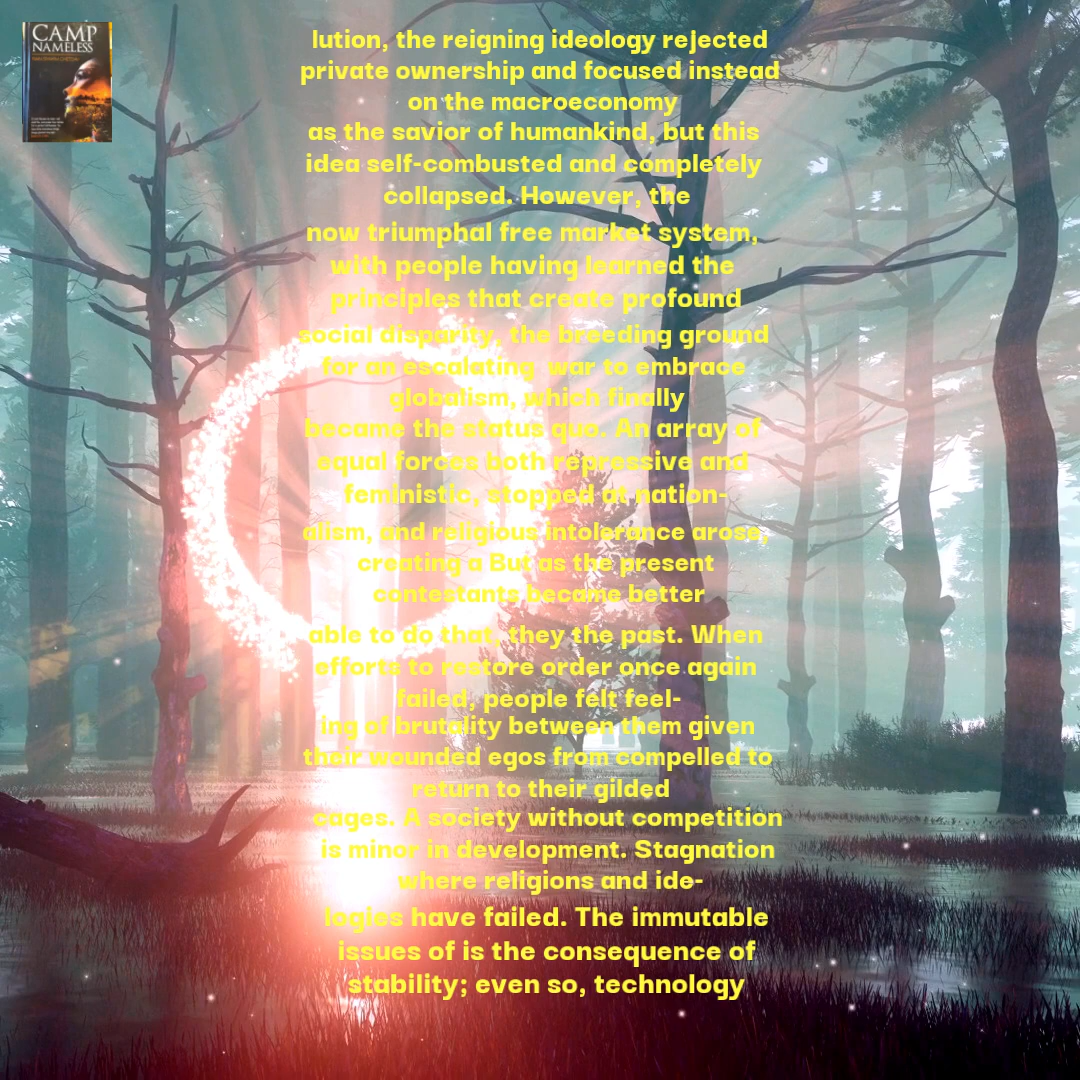 CAMP
NAMELESS
lution, the reigning ideology rejected
private ownership and focused instead
on the macroeconomy
as the savior of humankind, but this
idea self-combusted and completely
collapsed. However, the
now triumphal free market system,
with people having learned the
principles that create profound
social disparity, the breeding ground
for an escalating war to embrace
globalism, which finally
became the status quo. An array of
equal forces both repressive and
feministic, stopped at nation-
alism, and religious intolerance arose,
creating a But as the present
contestants became better
able to do that, they the past. When
efforts to restore order once again
failed, people felt feel-
ing of brutality between them given
their wounded egos from compelled to
return to their gilded
cages. A society without competition
is minor in development. Stagnation
where religions and ide-
logies have failed. The immutable
issues of is the consequence of
stability; even so, technology